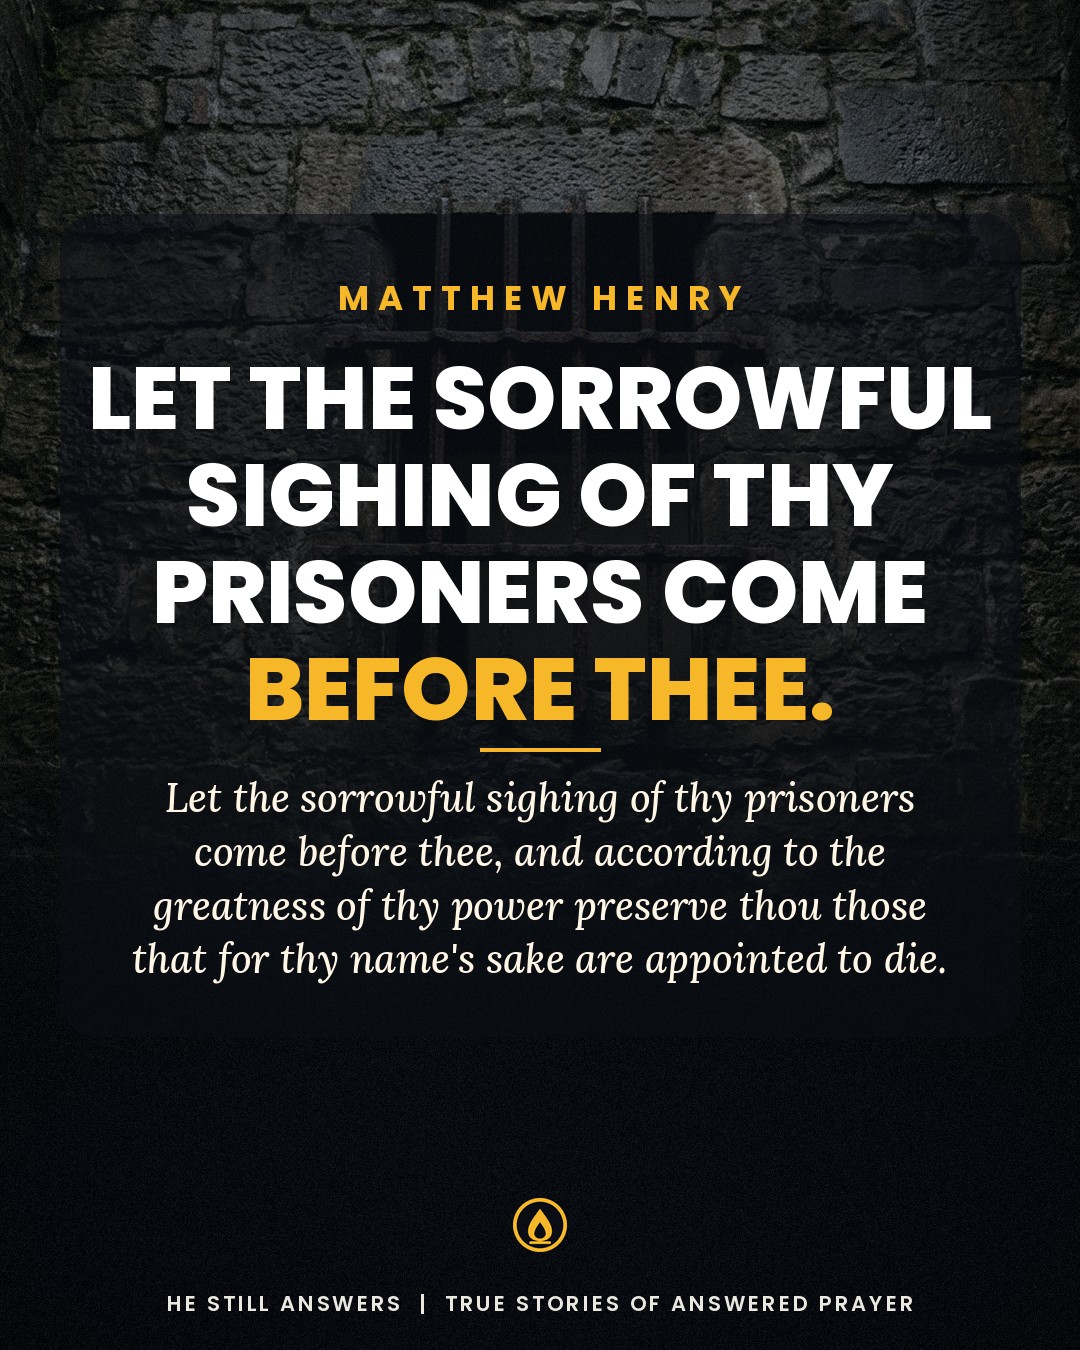 MATTHEW HENRY
LET THE SORROWFUL
SIGHING OF THY
PRISONERS COME
BEFORE THEE.
Let the sorrowful sighing of thy prisoners
come before thee, and according to the
greatness of thy power preserve thou those
that for thy name's sake are appointed to die.
HE STILL ANSWERS | TRUE STORIES OF ANSWERED PRAYER